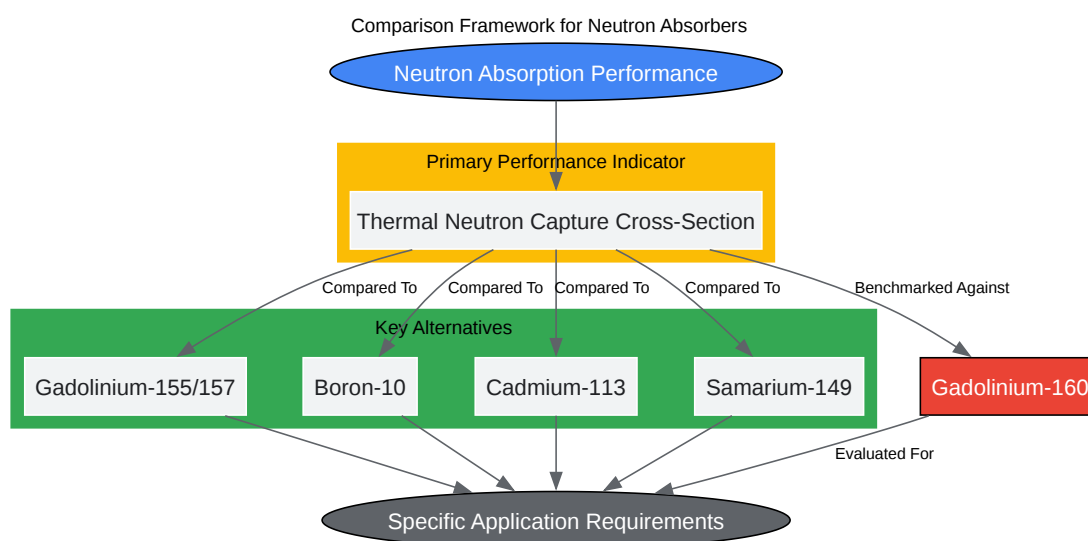 Comparison Framework for Neutron Absorbers
Neutron Absorption Performance
Primary Performance Indicator
Thermal Neutron Capture Cross-Section
Compared To
Compared To
Compared To
Compared To
Benchmarked Against
Key Alternatives
Gadolinium-155/157
Boron-10
Cadmium-113
Samarium-149
Gadolinium-160
Evaluated For
Specific Application Requirements